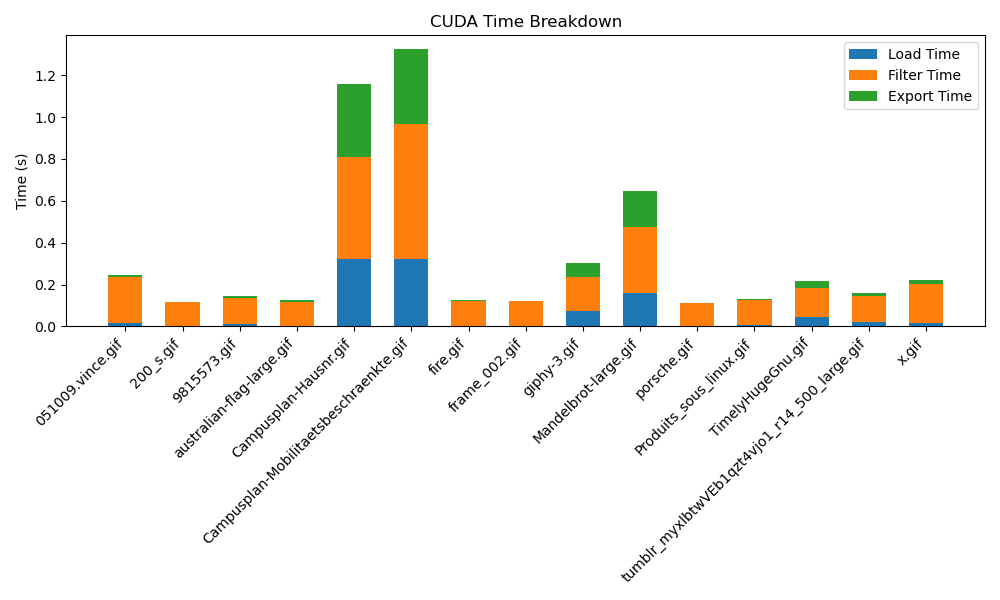 CUDA Time Breakdown
Load Time
Filter Time
Export Time
Time (s)
1.2
1.0
0.8
0.6
0.4
0.2
0.0
051009.vince.gif
200_s.gif
9815573.gif
australian-flag-large.gif
Campusplan-Hausnr.gif
Campusplan-Mobilitaetsbeschraenkte.gif
fire.gif
frame_002.gif
giphy-3.gif
Mandelbrot-large.gif
porsche.gif
Produits_sous_linux.gif
TimelyHugeGnu.gif
tumblr_myxlbtwVEb1qzt4vjo1_r14_500_large.gif
x.gif